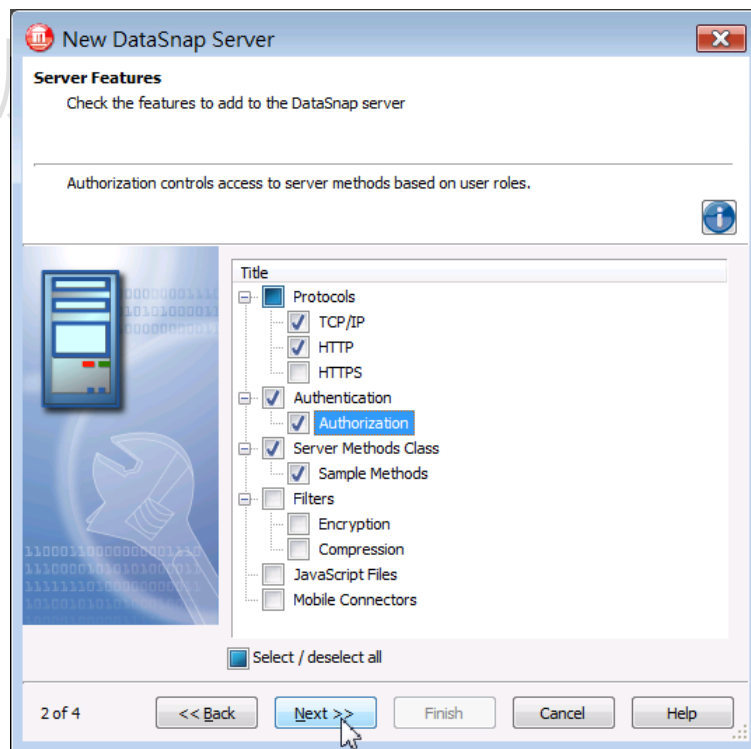 New DataSnap Server
Server Features
Check the features to add to the DataSnap server
Authorization controls access to server methods based on user roles.
Title
Protocols
TCP/IP
HTTP
HTTPS
Authentication
Authorization
Server Methods Class
Sample Methods
Filters
Encryption
Compression
JavaScript Files
Mobile Connectors
Select / deselect all
2 of 4
<< Back
Next >>
Finish
Cancel
Help